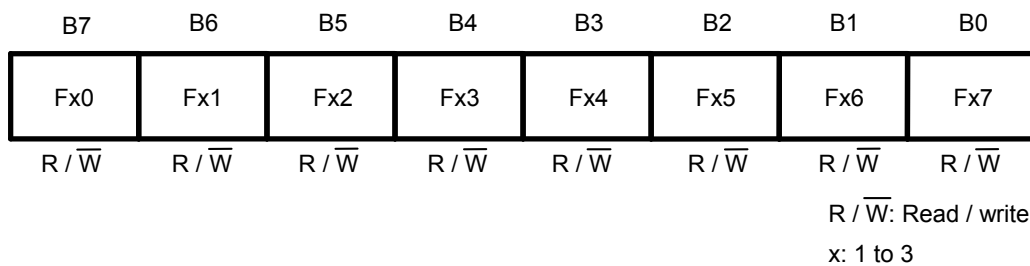 B7 B6 B5 B4 B3 B2 B1 B0
Fx0 Fx1 Fx2 Fx3 Fx4 Fx5 Fx6 Fx7
R / W̅ R / W̅ R / W̅ R / W̅ R / W̅ R / W̅ R / W̅ R / W̅
R / W̅: Read / write
x: 1 to 3